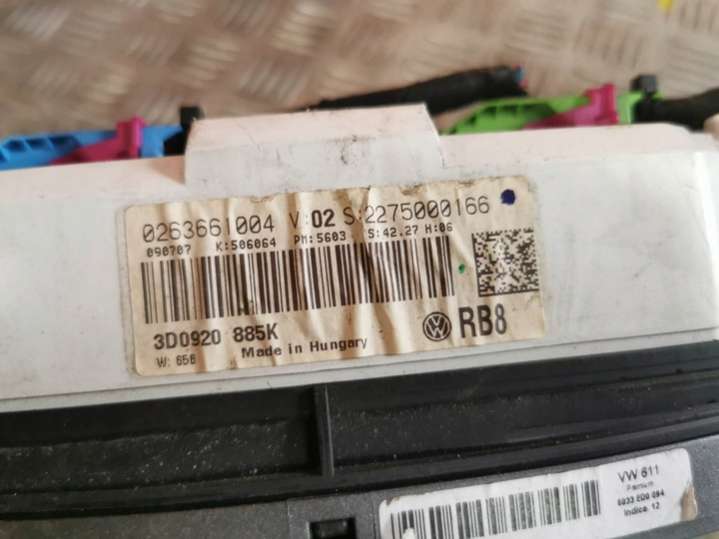 0263661004 V:02 S:2275000166
090707 K:506064 PM:5603 S:42.27 H:06
3D0920 885K
W: 656 Made in Hungary
RB8
VW 611
Indice 12